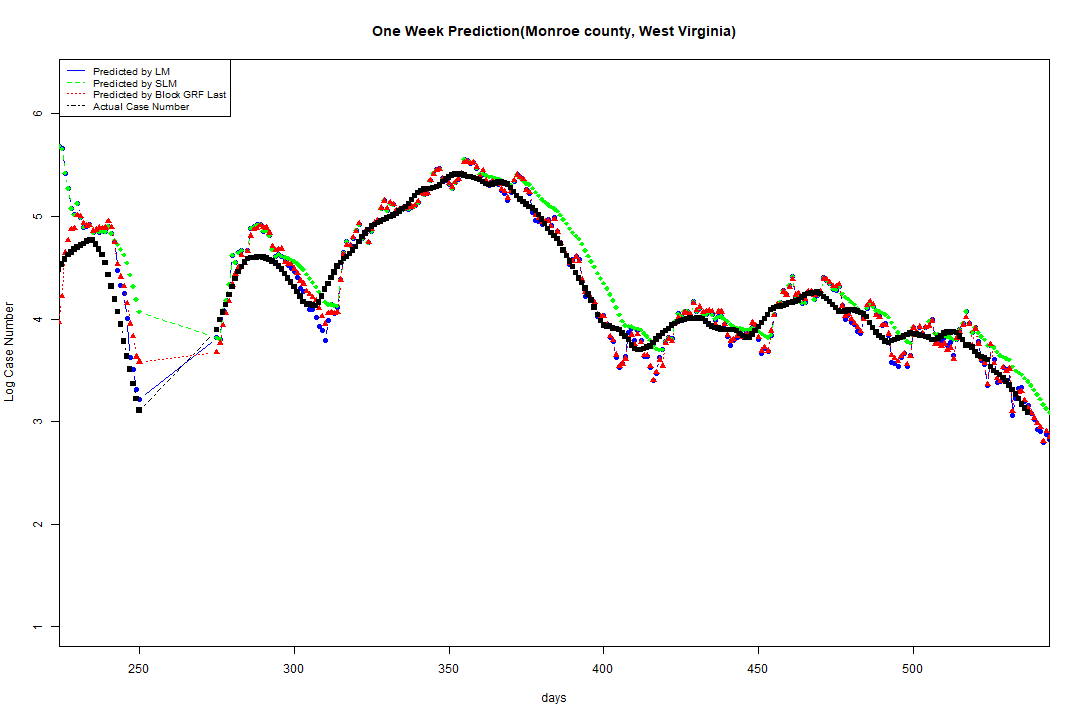 One Week Prediction(Monroe county, West Virginia)
Predicted by LM
Predicted by SLM
Predicted by Block GRF Last
Actual Case Number
6
5
4
3
2
1
Log Case Number
250 300 350 400 450 500
days